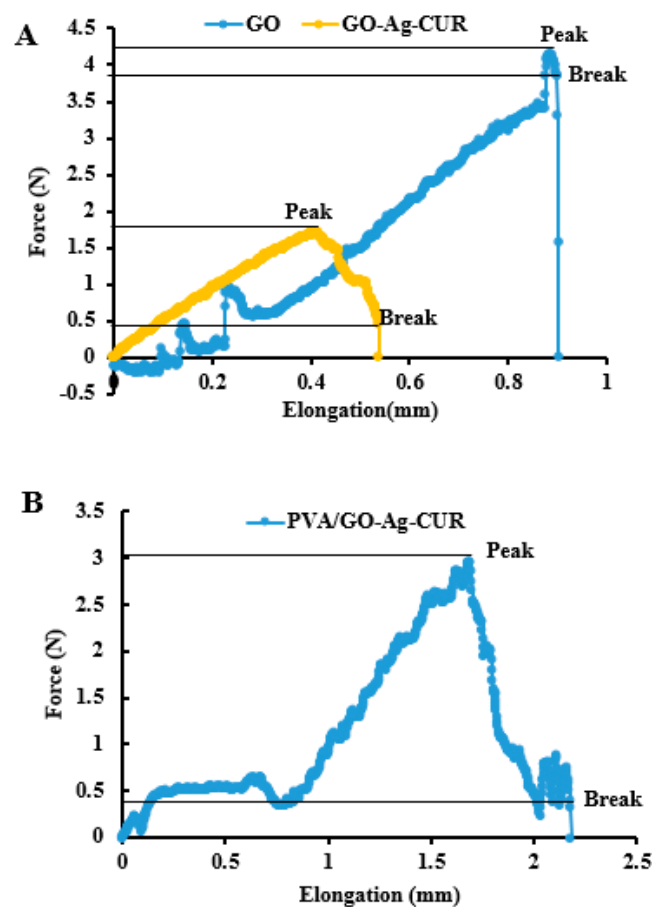 A
GO GO-Ag-CUR
4.5
4
3.5
3
2.5
2
1.5
1
0.5
0
-0.5
Force (N)
Peak
Break
Peak
Break
0 0.2 0.4 0.6 0.8 1
Elongation(mm)
B
PVA/GO-Ag-CUR
3.5
3
2.5
2
1.5
1
0.5
0
Force (N)
Peak
Break
0 0.5 1 1.5 2 2.5
Elongation (mm)